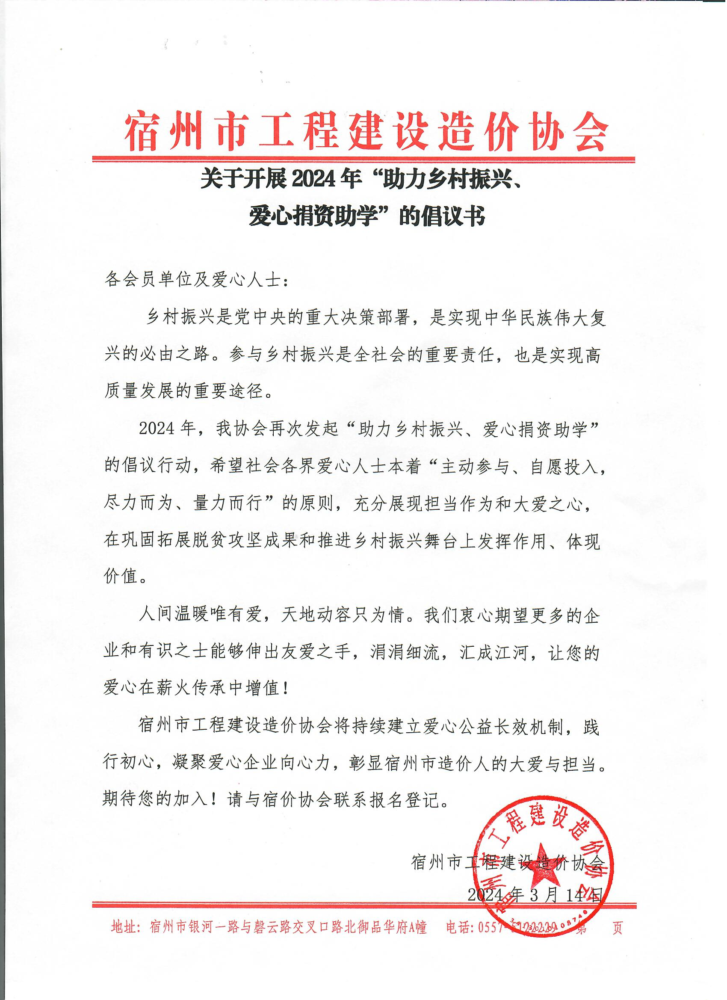 宿州市工程建设造价协会
关于开展 2024 年“助力乡村振兴、
爱心捐资助学”的倡议书
各会员单位及爱心人士：
乡村振兴是党中央的重大决策部署，是实现中华民族伟大复
兴的必由之路。参与乡村振兴是全社会的重要责任，也是实现高
质量发展的重要途径。
2024 年，我协会再次发起“助力乡村振兴、爱心捐资助学”
的倡议行动，希望社会各界爱心人士本着“主动参与、自愿投入，
尽力而为、量力而行”的原则，充分展现担当作为和大爱之心，
在巩固拓展脱贫攻坚成果和推进乡村振兴舞台上发挥作用、体现
价值。
人间温暖唯有爱，天地动容只为情。我们衷心期望更多的企
业和有识之士能够伸出友爱之手，涓涓细流，汇成江河，让您的
爱心在薪火传承中增值！
宿州市工程建设造价协会将持续建立爱心公益长效机制，践
行初心，凝聚爱心企业向心力，彰显宿州市造价人的大爱与担当。
期待您的加入！请与宿价协会联系报名登记。
宿州市工程建设造价协会
宿州市工程建设造价协会
2024 年 3 月 14 日
地址：宿州市银河一路与磬云路交叉口路北御品华府A幢 电话：0557-5122229 第 页